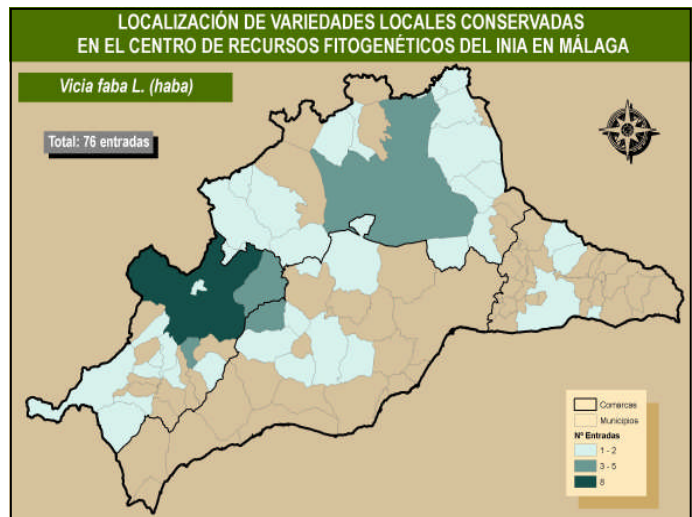 LOCALIZACIÓN DE VARIEDADES LOCALES CONSERVADAS
EN EL CENTRO DE RECURSOS FITOGENÉTICOS DEL INIA EN MÁLAGA
Vicia faba L. (haba)
Total: 76 entradas
Comarcas
Municipios
Nº Entradas
1 - 2
3 - 5
8